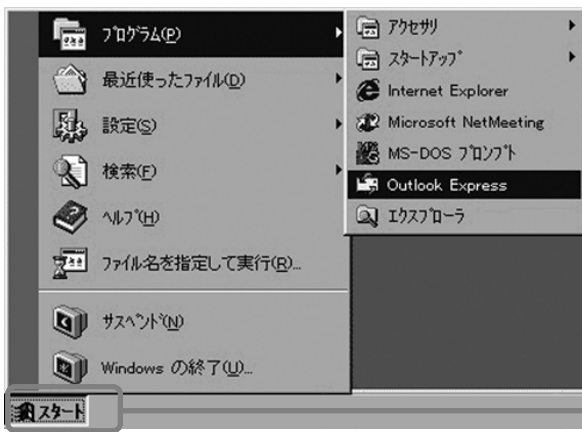 ﾌﾟﾛｸﾞﾗﾑ(P)
最近使ったﾌｧｲﾙ(D)
設定(S)
検索(F)
ﾍﾙﾌﾟ(H)
ﾌｧｲﾙ名を指定して実行(R)...
ｻｽﾍﾟﾝﾄﾞ(N)
Windows の終了(U)...
スタート
ｱｸｾｻﾘ
ｽﾀｰﾄｱｯﾌﾟ
Internet Explorer
Microsoft NetMeeting
MS-DOS ﾌﾟﾛﾝﾌﾟﾄ
Outlook Express
ｴｸｽﾌﾟﾛｰﾗ